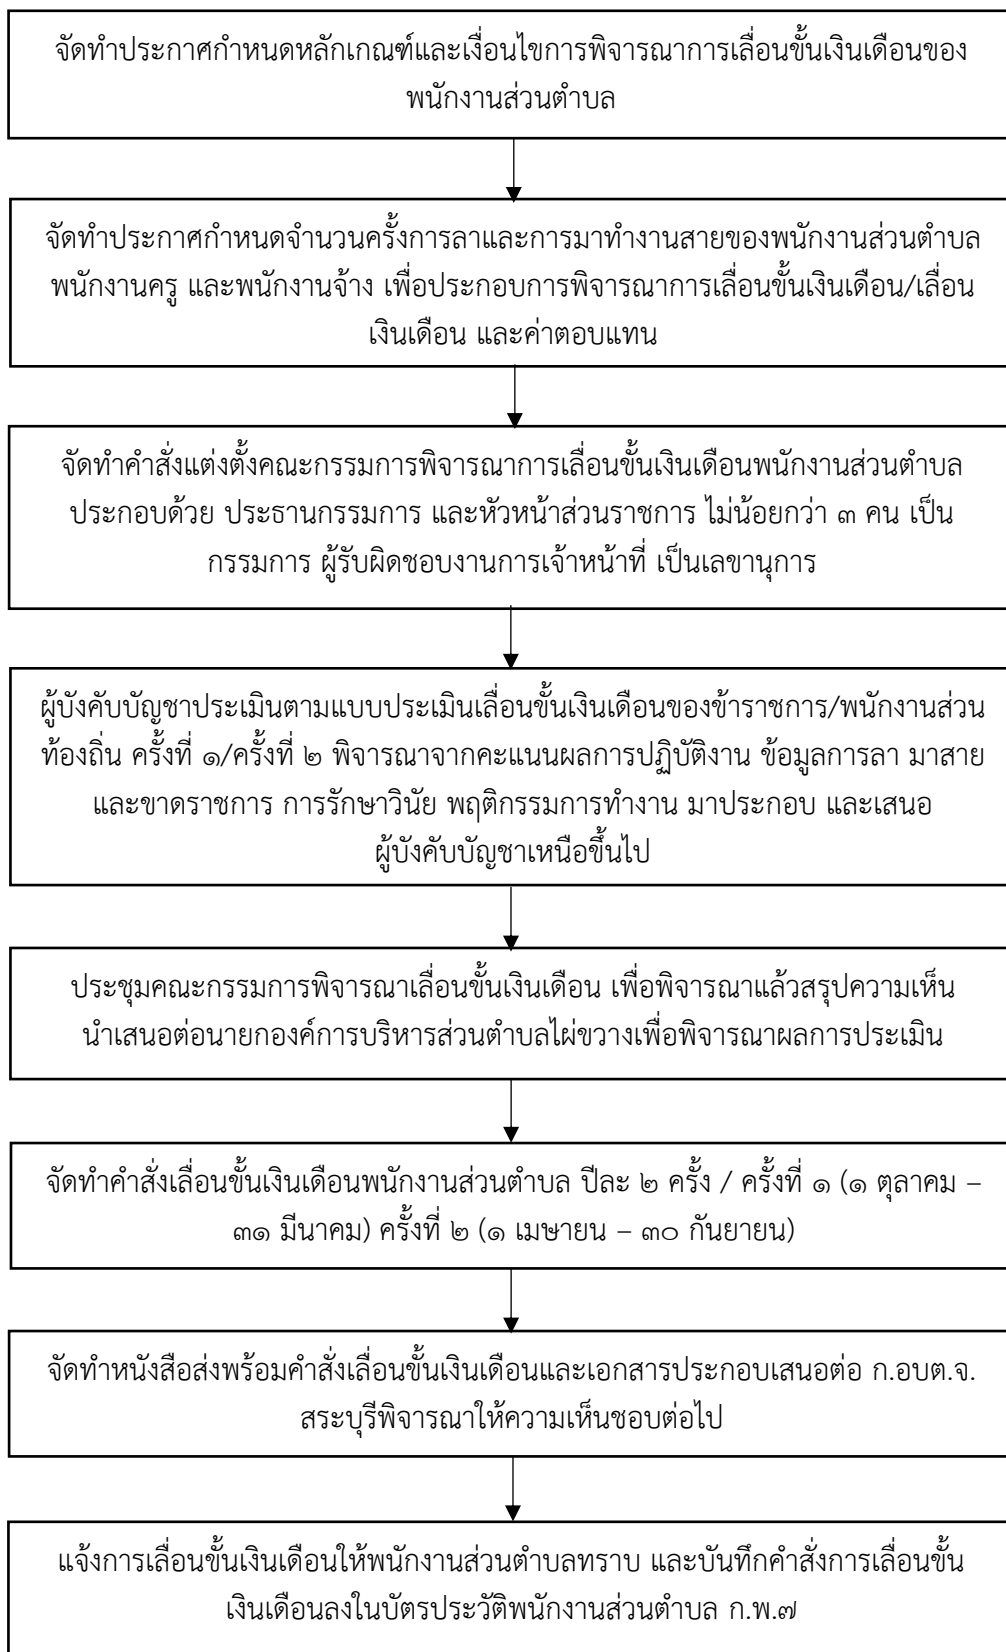 จัดทำประกาศกำหนดหลักเกณฑ์และเงื่อนไขการพิจารณาการเลื่อนขั้นเงินเดือนของ
พนักงานส่วนตำบล
จัดทำประกาศกำหนดจำนวนครั้งการลาและการมาทำงานสายของพนักงานส่วนตำบล
พนักงานครู และพนักงานจ้าง เพื่อประกอบการพิจารณาการเลื่อนขั้นเงินเดือน/เลื่อน
เงินเดือน และค่าตอบแทน
จัดทำคำสั่งแต่งตั้งคณะกรรมการพิจารณาการเลื่อนขั้นเงินเดือนพนักงานส่วนตำบล
ประกอบด้วย ประธานกรรมการ และหัวหน้าส่วนราชการ ไม่น้อยกว่า ๓ คน เป็น
กรรมการ ผู้รับผิดชอบงานการเจ้าหน้าที่ เป็นเลขานุการ
ผู้บังคับบัญชาประเมินตามแบบประเมินเลื่อนขั้นเงินเดือนของข้าราชการ/พนักงานส่วน
ท้องถิ่น ครั้งที่ ๑/ครั้งที่ ๒ พิจารณาจากคะแนนผลการปฏิบัติงาน ข้อมูลการลา มาสาย
และขาดราชการ การรักษาวินัย พฤติกรรมการทำงาน มาประกอบ และเสนอ
ผู้บังคับบัญชาเหนือขึ้นไป
ประชุมคณะกรรมการพิจารณาเลื่อนขั้นเงินเดือน เพื่อพิจารณาแล้วสรุปความเห็น
นำเสนอต่อนายกองค์การบริหารส่วนตำบลไผ่ขวางเพื่อพิจารณาผลการประเมิน
จัดทำคำสั่งเลื่อนขั้นเงินเดือนพนักงานส่วนตำบล ปีละ ๒ ครั้ง / ครั้งที่ ๑ (๑ ตุลาคม –
๓๑ มีนาคม) ครั้งที่ ๒ (๑ เมษายน – ๓๐ กันยายน)
จัดทำหนังสือส่งพร้อมคำสั่งเลื่อนขั้นเงินเดือนและเอกสารประกอบเสนอต่อ ก.อบต.จ.
สระบุรีพิจารณาให้ความเห็นชอบต่อไป
แจ้งการเลื่อนขั้นเงินเดือนให้พนักงานส่วนตำบลทราบ และบันทึกคำสั่งการเลื่อนขั้น
เงินเดือนลงในบัตรประวัติพนักงานส่วนตำบล ก.พ.๗